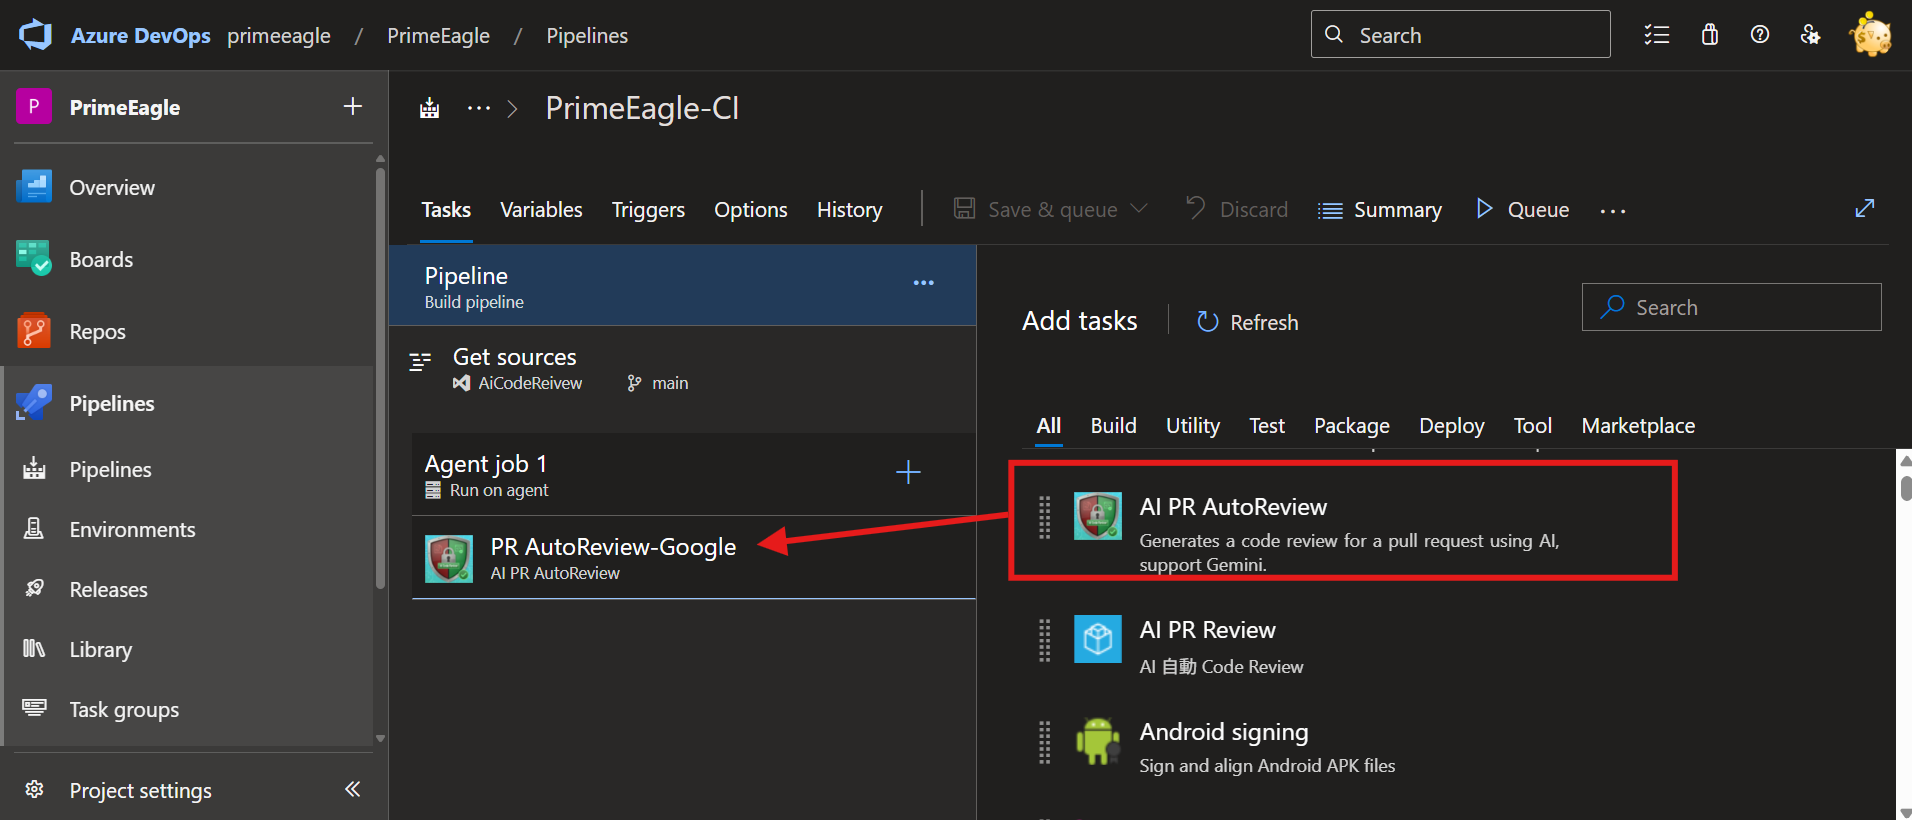 Azure DevOps primeeagle / PrimeEagle / Pipelines
Search
P PrimeEagle
Overview
Boards
Repos
Pipelines
Pipelines
Environments
Releases
Library
Task groups
Project settings
PrimeEagle-CI
Tasks Variables Triggers Options History
Save & queue Discard Summary Queue
Pipeline
Build pipeline
Get sources
AiCodeReivew main
Agent job 1
Run on agent
PR AutoReview-Google
AI PR AutoReview
Add tasks Refresh
Search
All Build Utility Test Package Deploy Tool Marketplace
AI PR AutoReview
Generates a code review for a pull request using AI,
support Gemini.
AI PR Review
AI 自動 Code Review
Android signing
Sign and align Android APK files